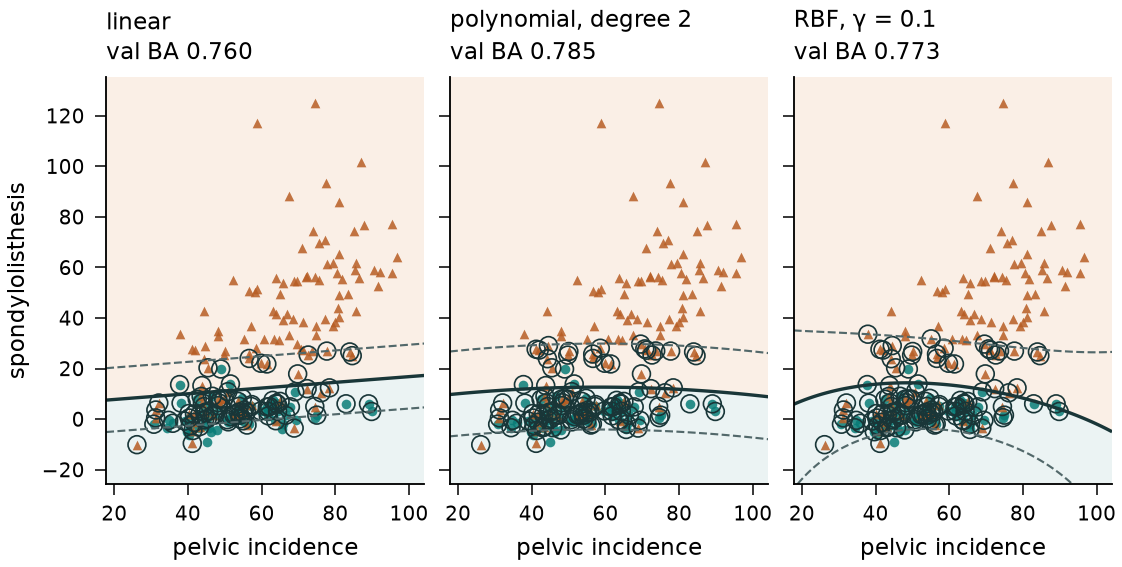 linear
val BA 0.760
polynomial, degree 2
val BA 0.785
RBF, γ = 0.1
val BA 0.773
spondylolisthesis
120
100
80
60
40
20
0
−20
20 40 60 80 100
20 40 60 80 100
20 40 60 80 100
pelvic incidence
pelvic incidence
pelvic incidence